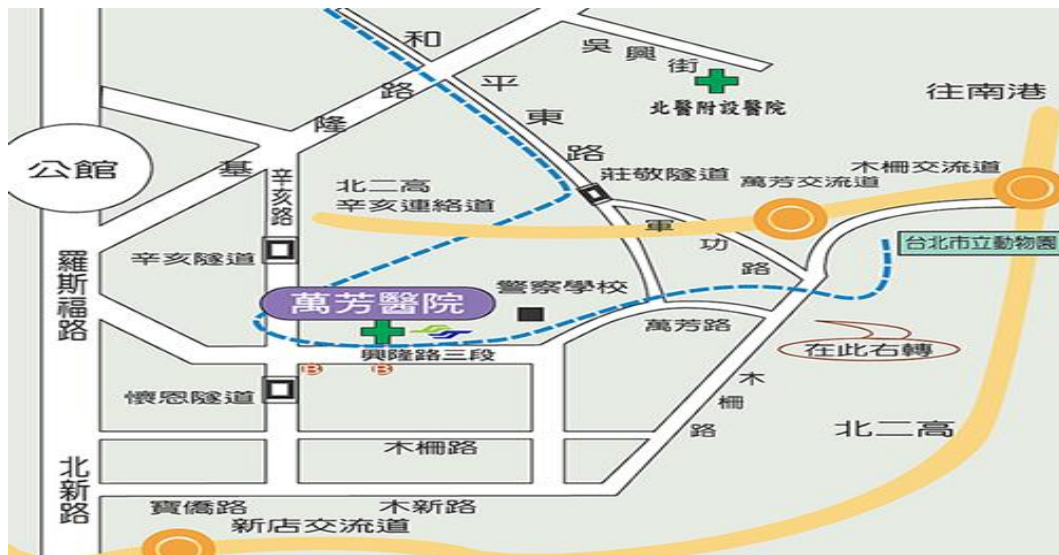 和平東路
吳興街
北醫附設醫院
往南港
基隆路
公館
辛亥路
北二高
辛亥連絡道
莊敬隧道
萬芳交流道
木柵交流道
軍功路
台北市立動物園
羅斯福路
辛亥隧道
萬芳醫院
警察學校
萬芳路
在此右轉
興隆路三段
B
B
懷恩隧道
木柵路
木柵路
北二高
北新路
寶僑路
木新路
新店交流道